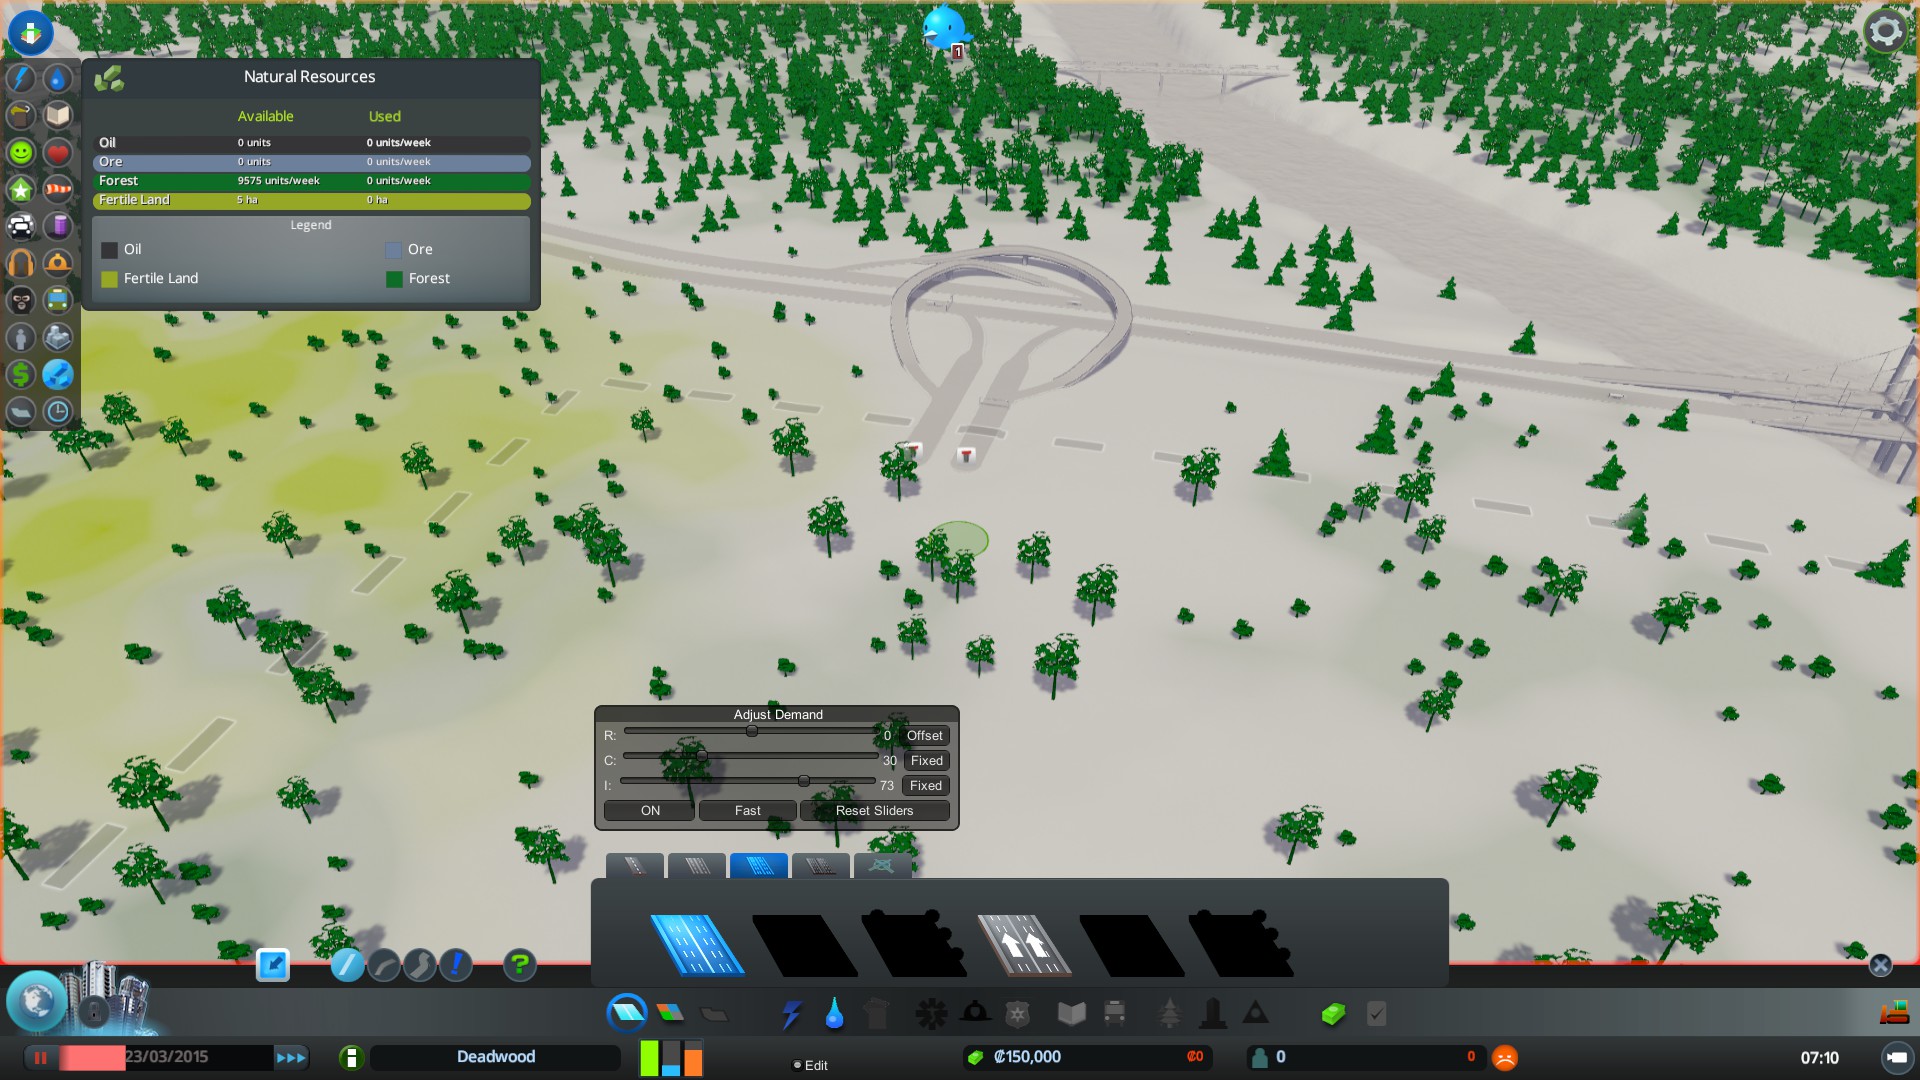 1
Natural Resources
Available Used
Oil 0 units 0 units/week
Ore 0 units 0 units/week
Forest 9575 units/week 0 units/week
Fertile Land 5 ha 0 ha
Legend
Oil Ore
Fertile Land Forest
Adjust Demand
R: 0 Offset
C: 30 Fixed
I: 73 Fixed
ON Fast Reset Sliders
23/03/2015
Deadwood
Edit
₡150,000 ₡0
0 0
07:10